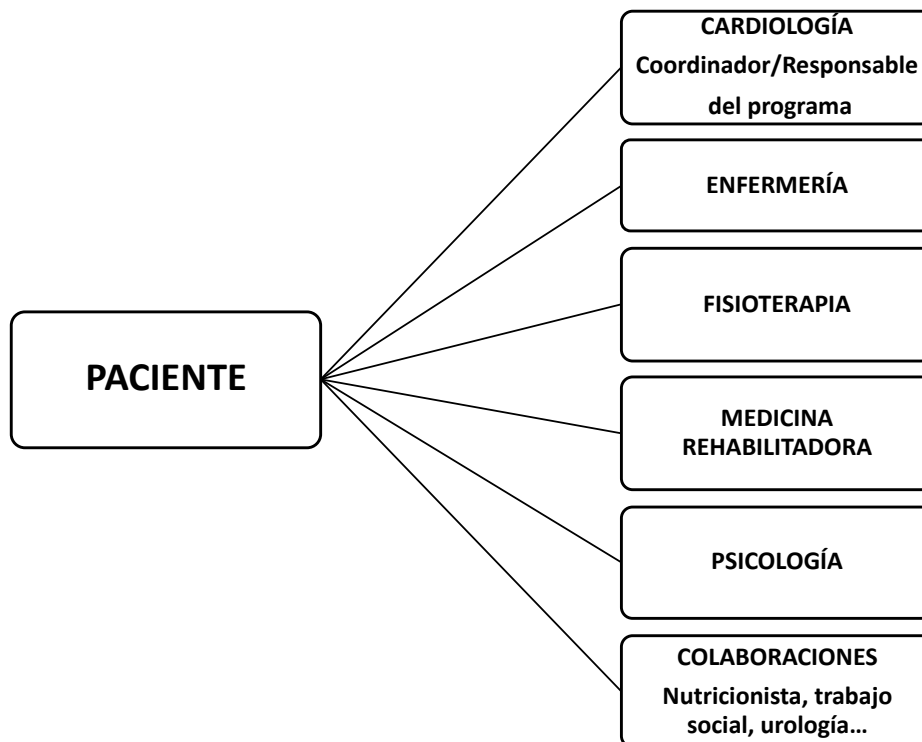 CARDIOLOGÍA
Coordinador/Responsable
del programa
ENFERMERÍA
FISIOTERAPIA
PACIENTE
MEDICINA
REHABILITADORA
PSICOLOGÍA
COLABORACIONES
Nutricionista, trabajo
social, urología...